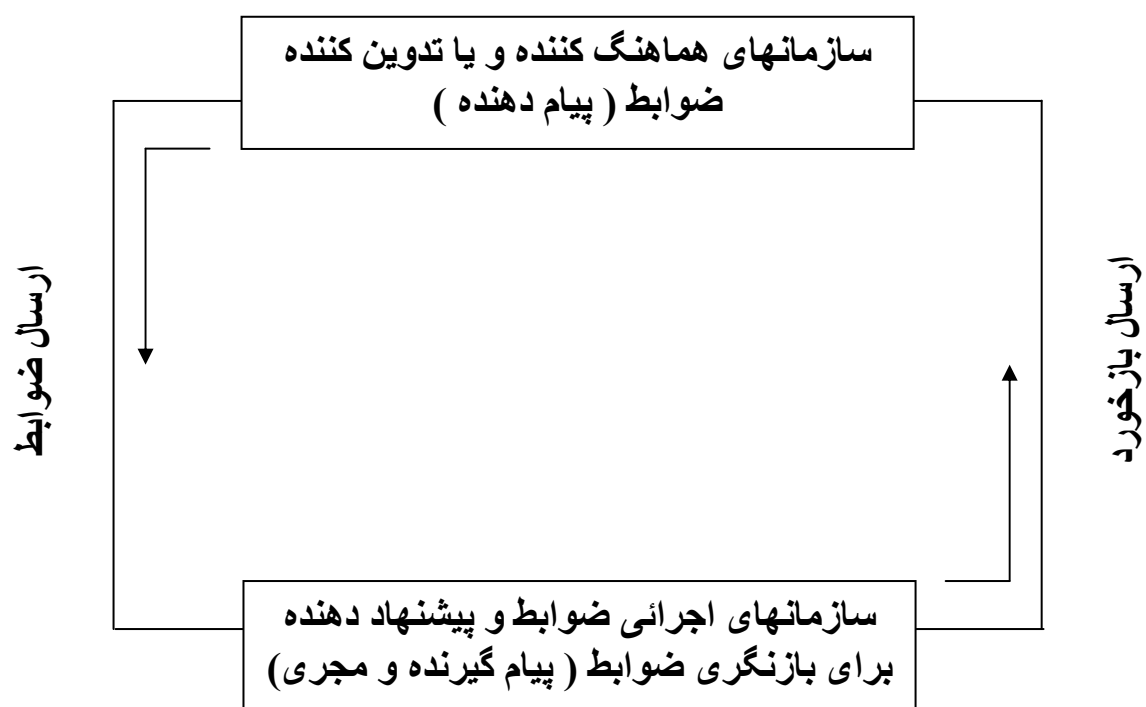 سازمانهای هماهنگ کننده و یا تدوین کننده
ضوابط ( پیام دهنده )
ارسال بازخورد
ارسال ضوابط
سازمانهای اجرائی ضوابط و پیشنهاد دهنده
برای بازنگری ضوابط ( پیام گیرنده و مجری)